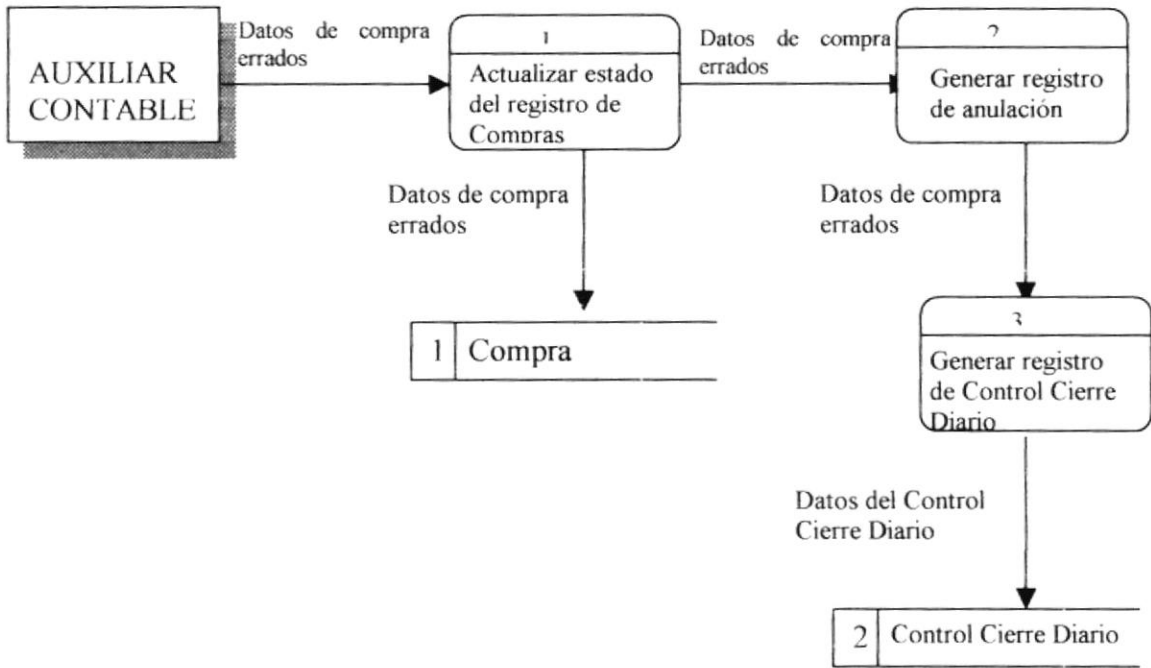 AUXILIAR
CONTABLE
Datos de compra
errados
1
Actualizar estado
del registro de
Compras
Datos de compra
errados
2
Generar registro
de anulación
Datos de compra
errados
Datos de compra
errados
1 Compra
3
Generar registro
de Control Cierre
Diario
Datos del Control
Cierre Diario
2 Control Cierre Diario